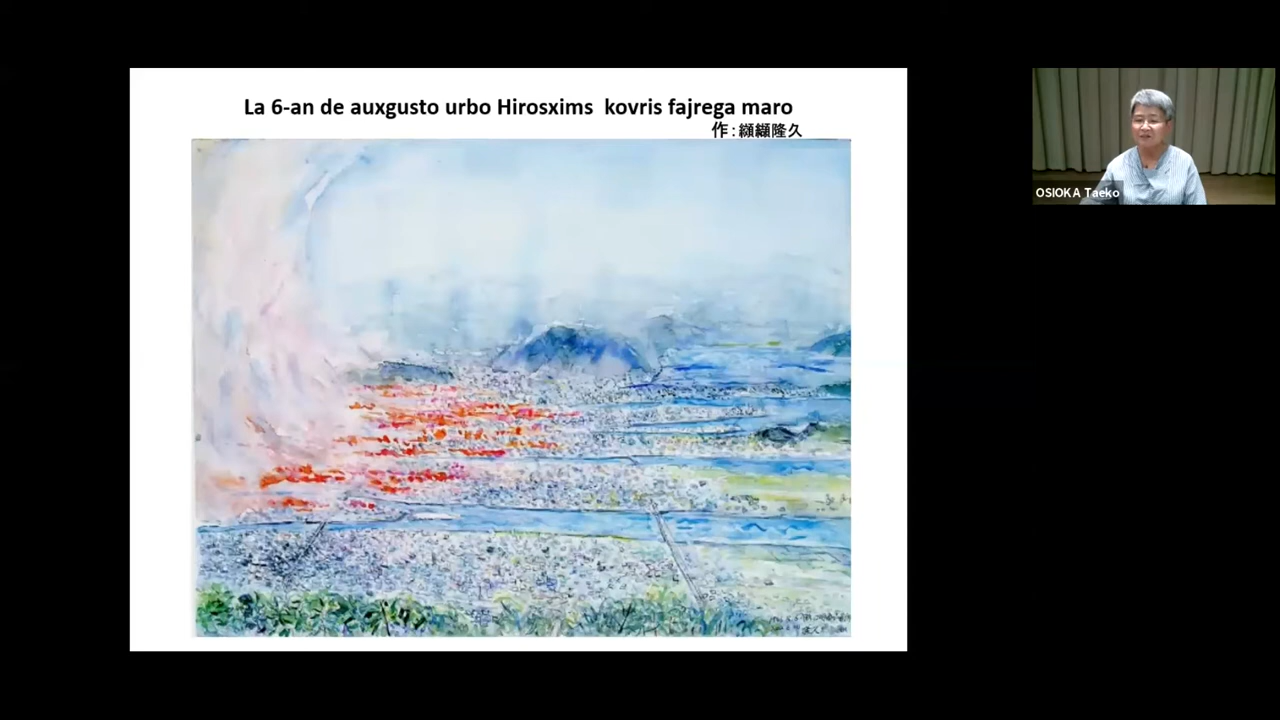 La 6-an de auxgusto urbo Hirosxims kovris fajrega maro
作：纐纈隆久
OSIOKA Taeko